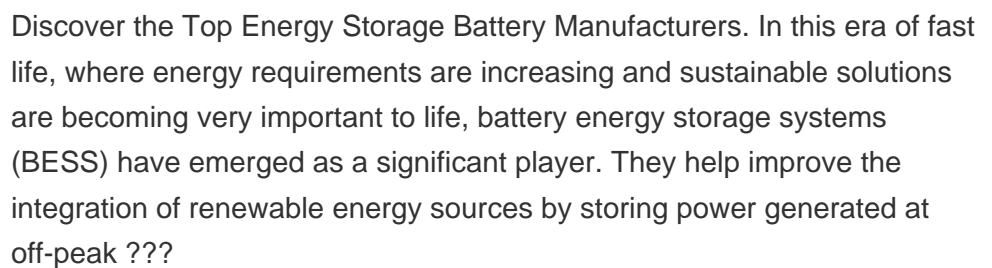 Discover the Top Energy Storage Battery Manufacturers. In this era of fast
life, where energy requirements are increasing and sustainable solutions
are becoming very important to life, battery energy storage systems
(BESS) have emerged as a significant player. They help improve the
integration of renewable energy sources by storing power generated at
off-peak ???